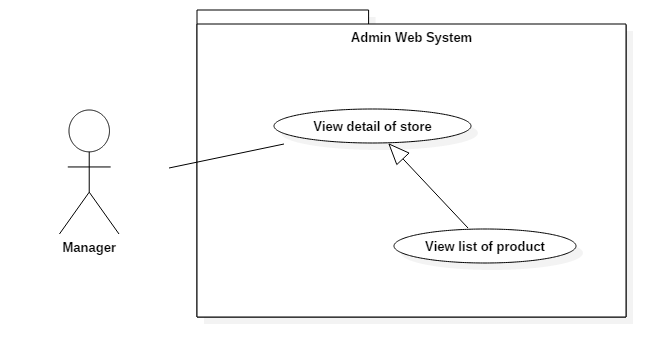 Admin Web System
View detail of store
View list of product
Manager